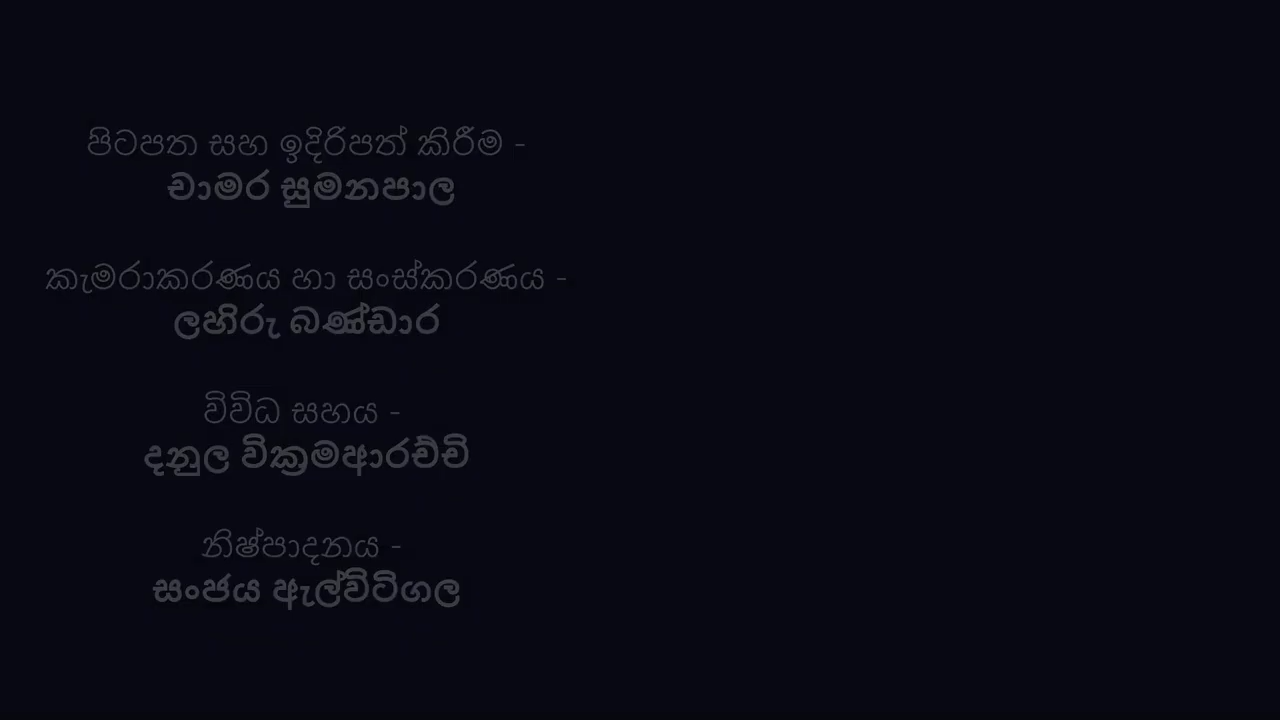 පිටපත සහ ඉදිරිපත් කිරීම -
චාමර සුමනපාල
කැමරාකරණය හා සංස්කරණය -
ලහිරු බණ්ඩාර
විවිධ සහය -
දනුල වික්‍රමආරච්චි
නිෂ්පාදනය -
සංජය ඇල්විටිගල